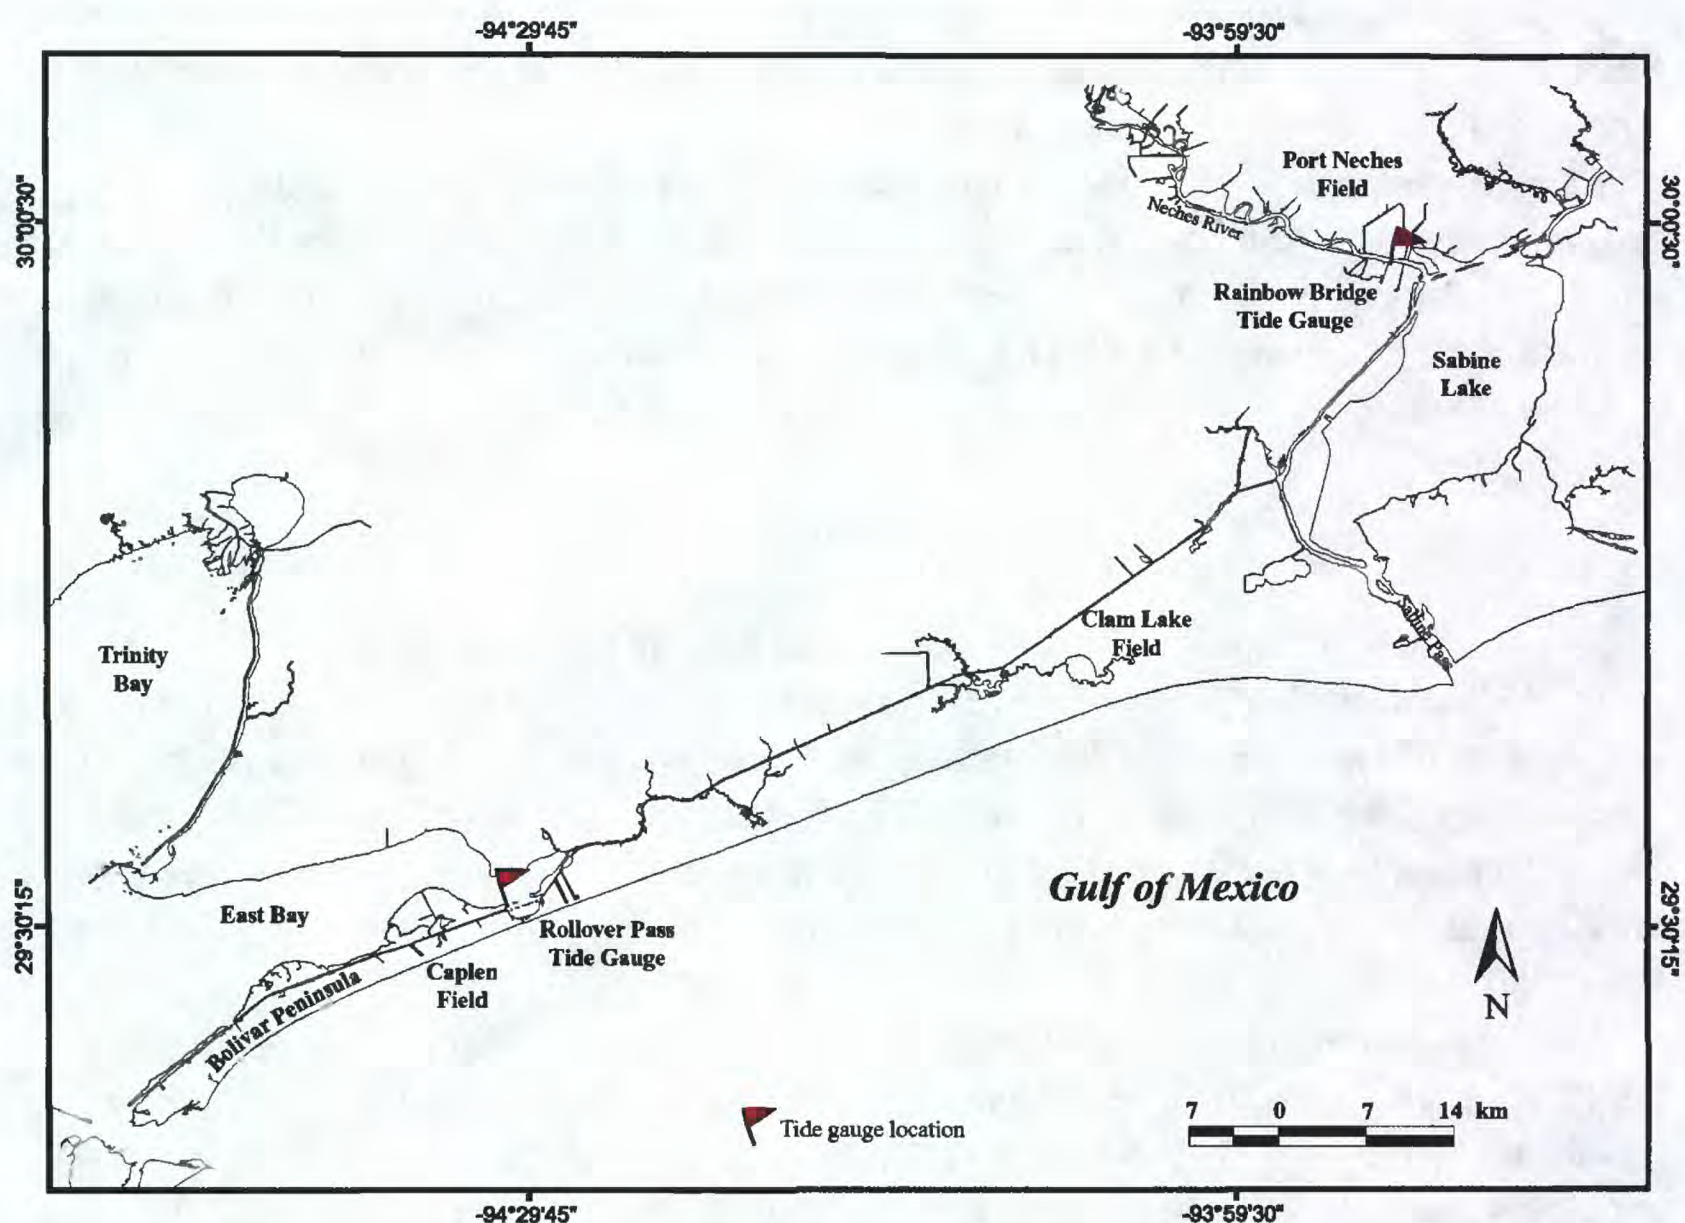 -94°29'45"
-93°59'30"
30°00'30"
30°00'30"
Port Neches
Field
Neches River
Rainbow Bridge
Tide Gauge
Sabine
Lake
Clam Lake
Field
Sabine Pass
Trinity
Bay
East Bay
Gulf of Mexico
29°30'15"
29°30'15"
Rollover Pass
Tide Gauge
Caplen
Field
Bolivar Peninsula
N
7 0 7 14 km
Tide gauge location
-94°29'45"
-93°59'30"